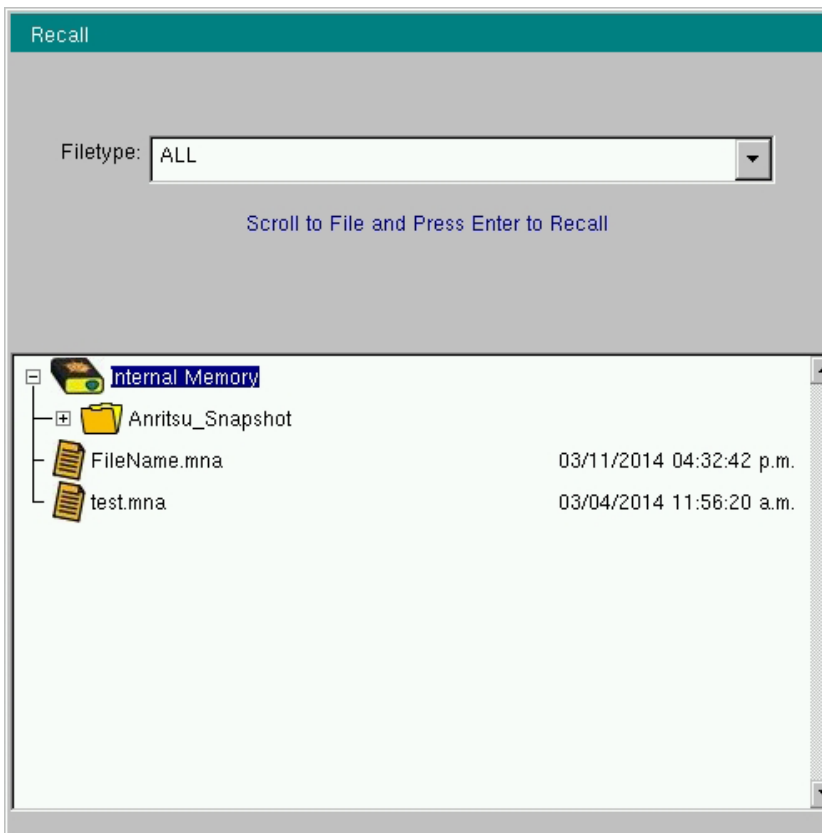 Recall
Filetype: ALL
Scroll to File and Press Enter to Recall
Internal Memory
Anritsu_Snapshot
FileName.mna 03/11/2014 04:32:42 p.m.
test.mna 03/04/2014 11:56:20 a.m.